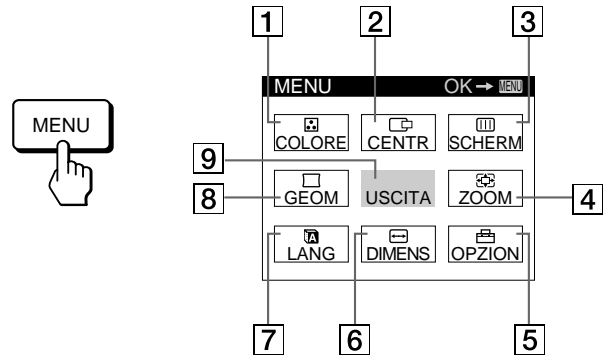 1 2 3
MENU OK → MENU
MENU
COLORE CENTR SCHERM
9
8 GEOM USCITA ZOOM 4
LANG DIMENS OPZION
7 6 5